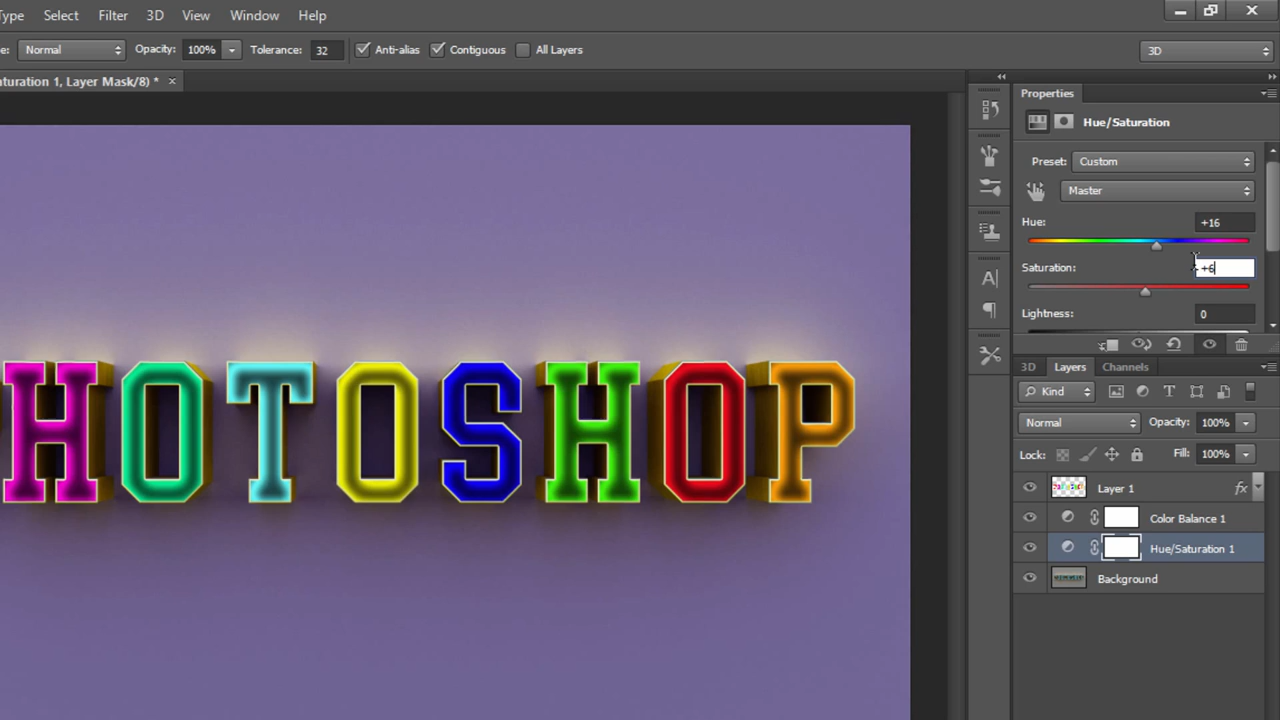 Type Select Filter 3D View Window Help
e: Normal Opacity: 100% Tolerance: 32 Anti-alias Contiguous All Layers 3D
aturation 1, Layer Mask/8) * ×
Properties
Hue/Saturation
Preset: Custom
Master
Hue: +16
Saturation: +6
Lightness: 0
HOTOSHOP
3D Layers Channels
Kind
Normal Opacity: 100%
Lock: Fill: 100%
Layer 1 fx
Color Balance 1
Hue/Saturation 1
Background